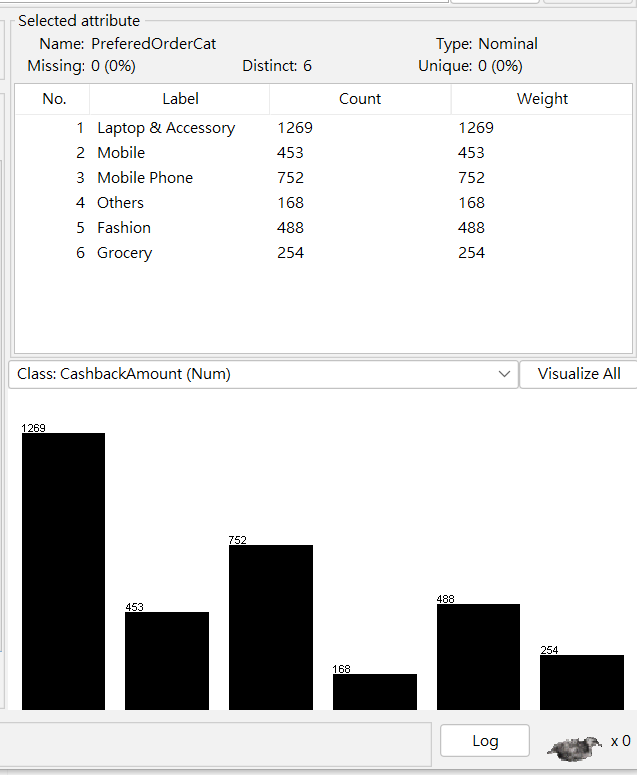 Selected attribute
Name: PreferedOrderCat Type: Nominal
Missing: 0 (0%) Distinct: 6 Unique: 0 (0%)
No. Label Count Weight
1 Laptop & Accessory 1269 1269
2 Mobile 453 453
3 Mobile Phone 752 752
4 Others 168 168
5 Fashion 488 488
6 Grocery 254 254
Class: CashbackAmount (Num) Visualize All
1269
752
453
488
254
168
Log x 0